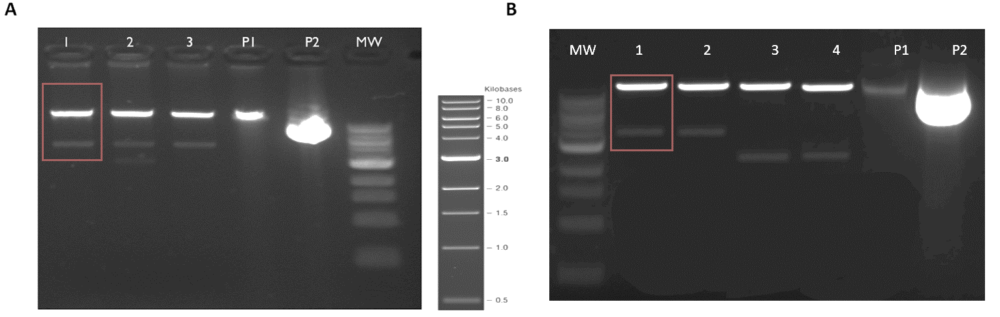 A
B
1 2 3 P1 P2 MW
MW 1 2 3 4 P1 P2
Kilobases
– 10.0
– 8.0
– 6.0
– 5.0
– 4.0
– 3.0
– 2.0
– 1.5
– 1.0
– 0.5